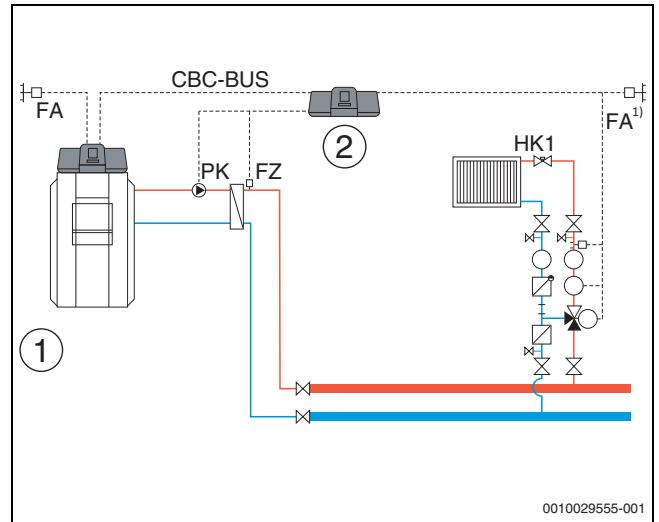 CBC-BUS
FA
FA1)
2
HK1
PK FZ
1
0010029555-001